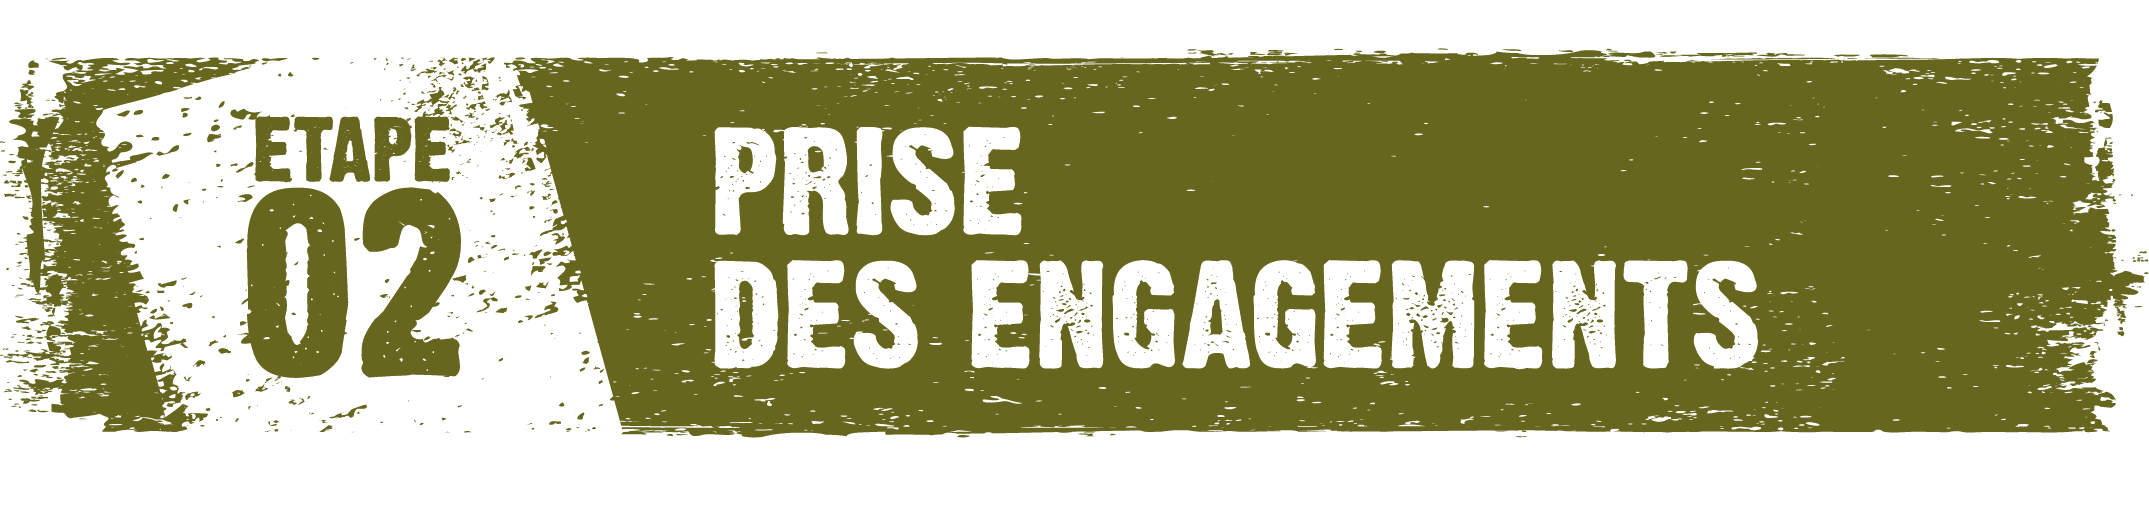 ETAPE
02
PRISE
DES ENGAGEMENTS